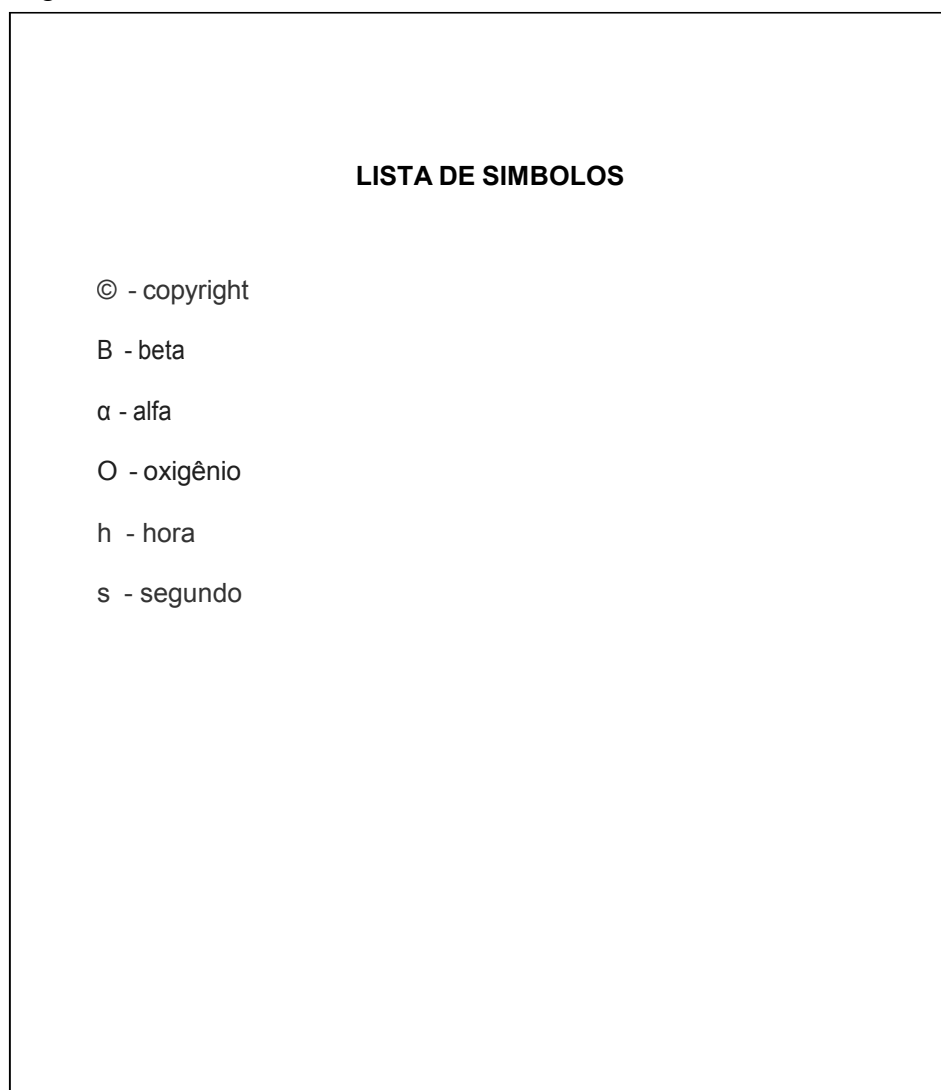 LISTA DE SIMBOLOS
© - copyright
Β - beta
α - alfa
O - oxigênio
h - hora
s - segundo